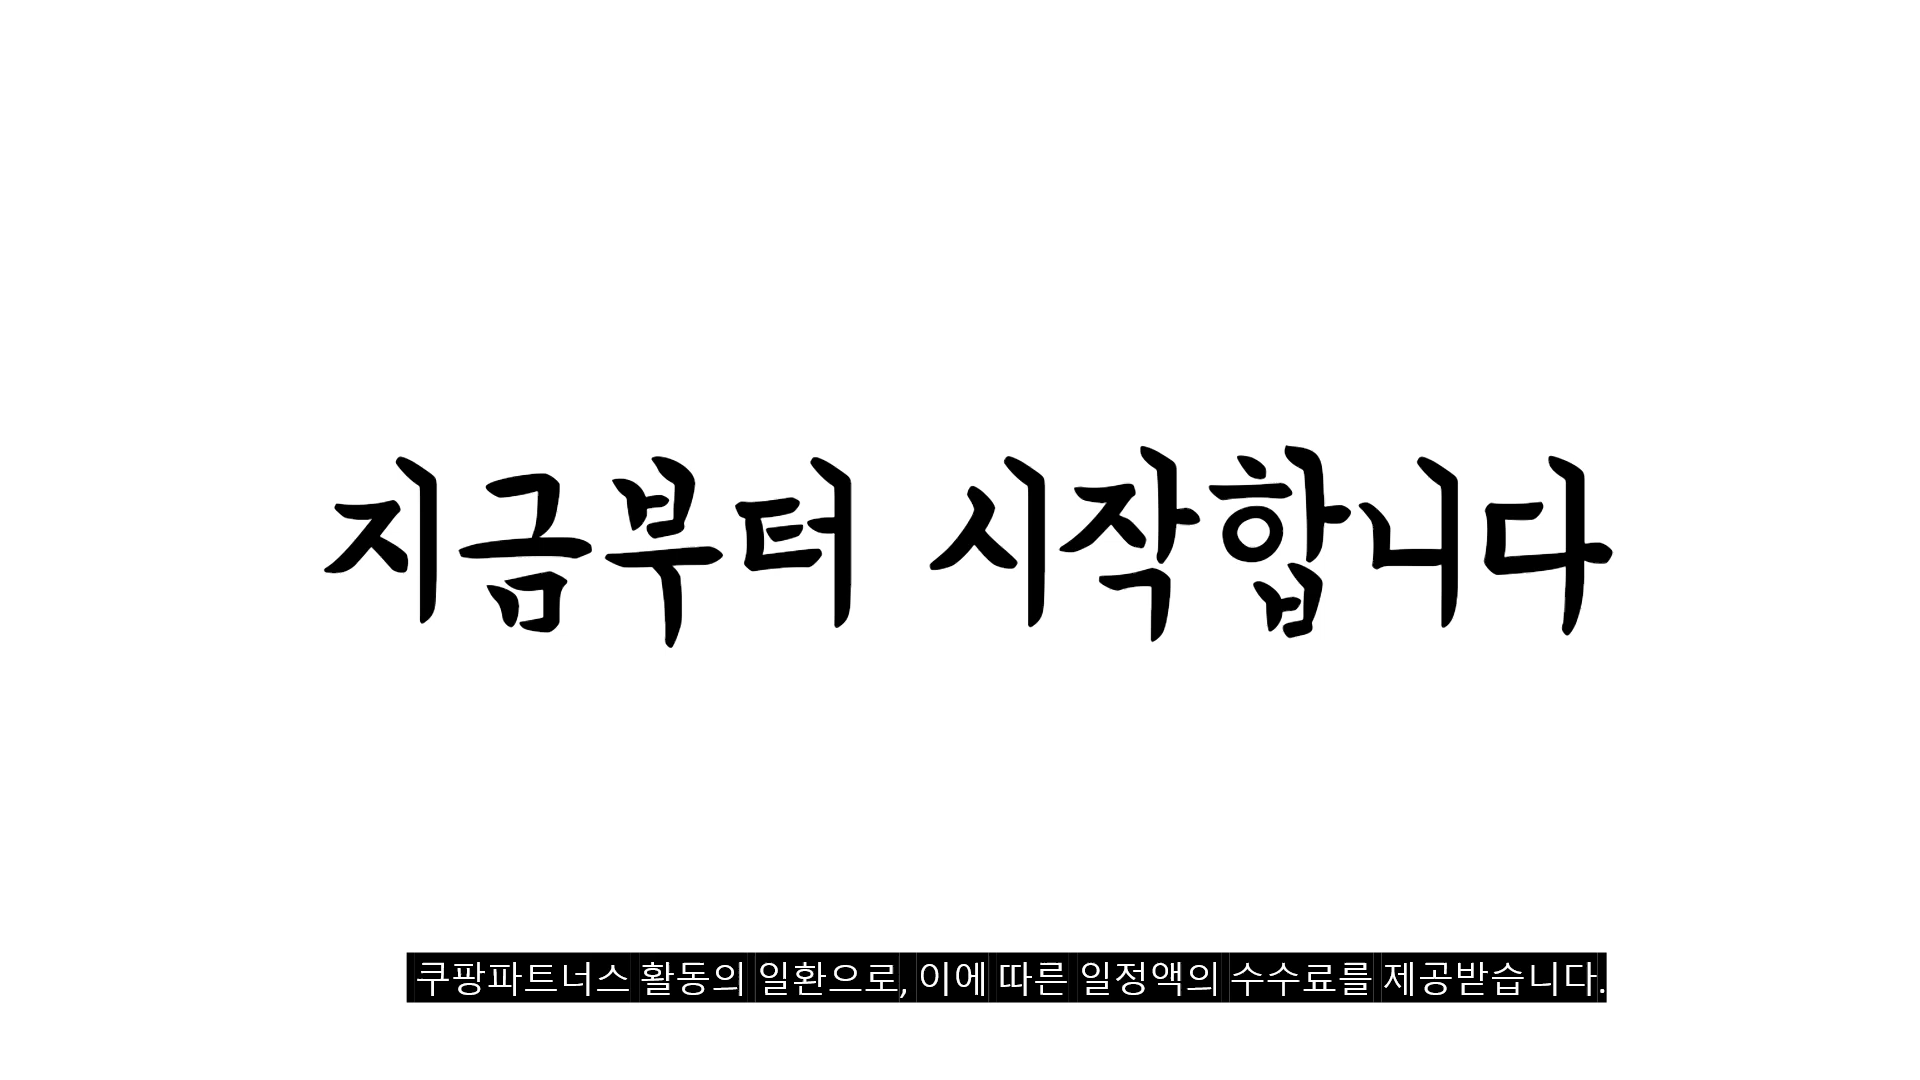 지금부터 시작합니다
쿠팡파트너스 활동의 일환으로, 이에 따른 일정액의 수수료를 제공받습니다.